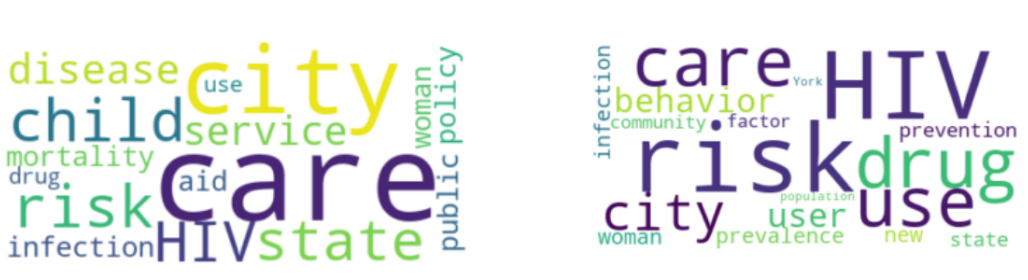 disease
city
use
child
service
woman
policy
mortality
care
drug
aid
risk
public
infection
HIV
state
infection
care
York
HIV
behavior
community
factor
prevention
risk
drug
population
city
user
use
woman
prevalence
new
state